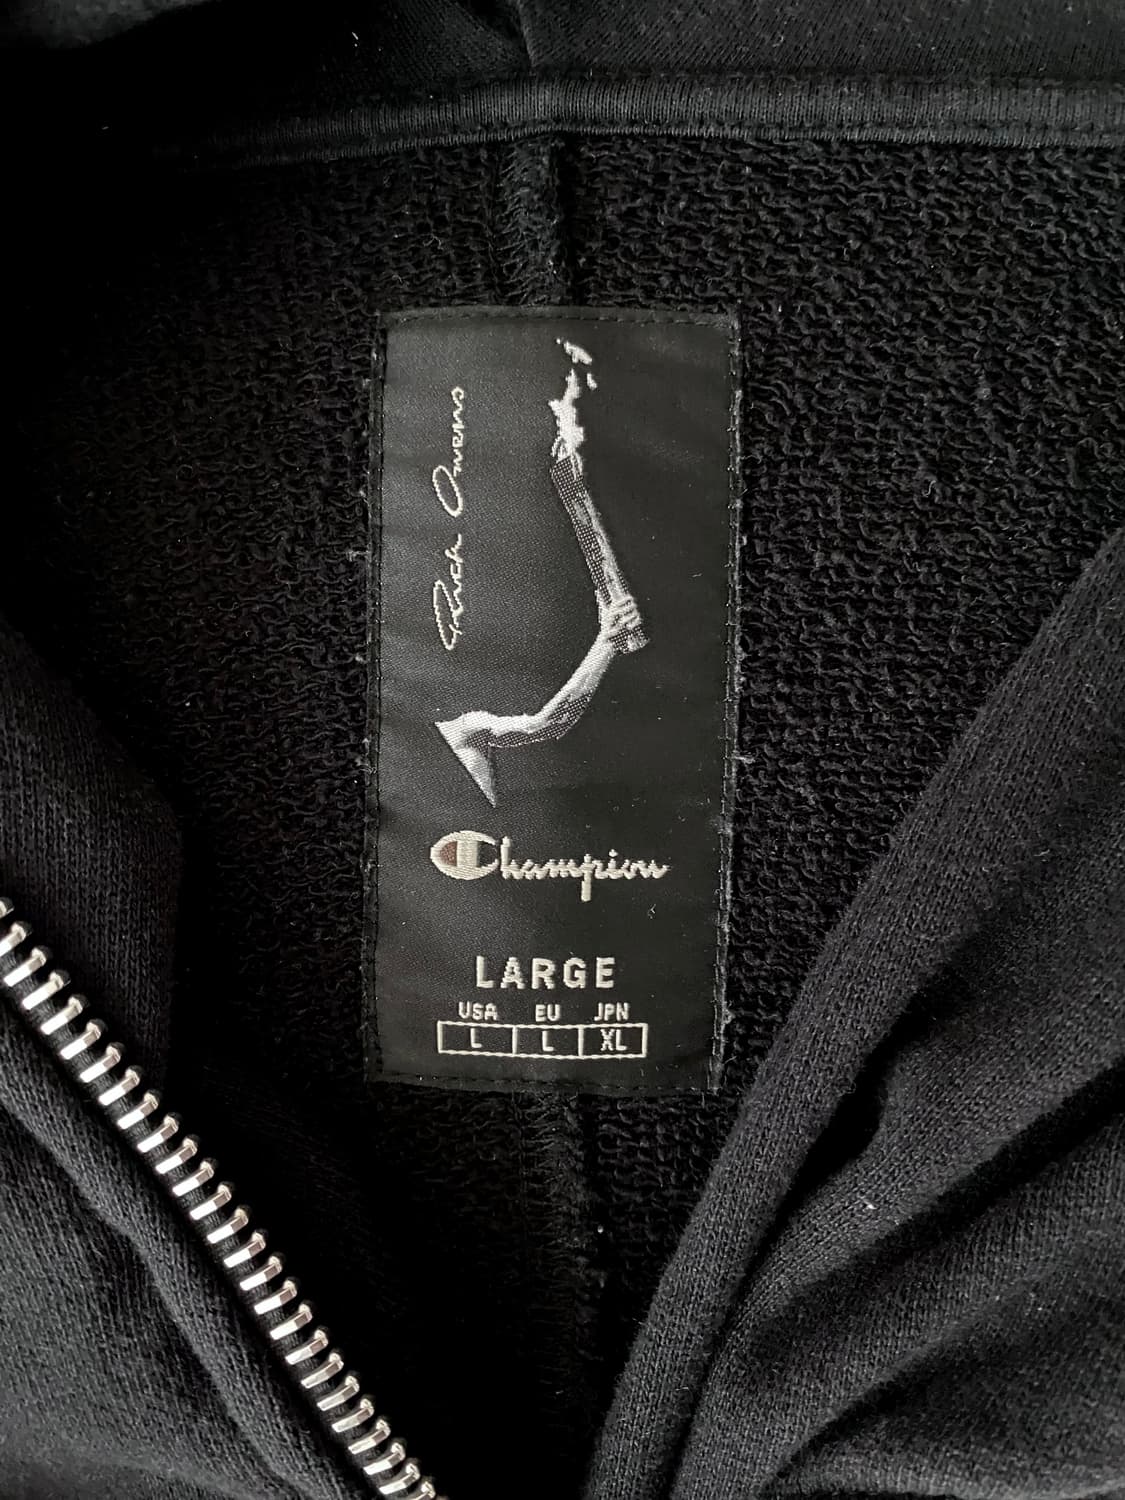 Rick Owens
Champion
LARGE
USA EU JPN
L L XL